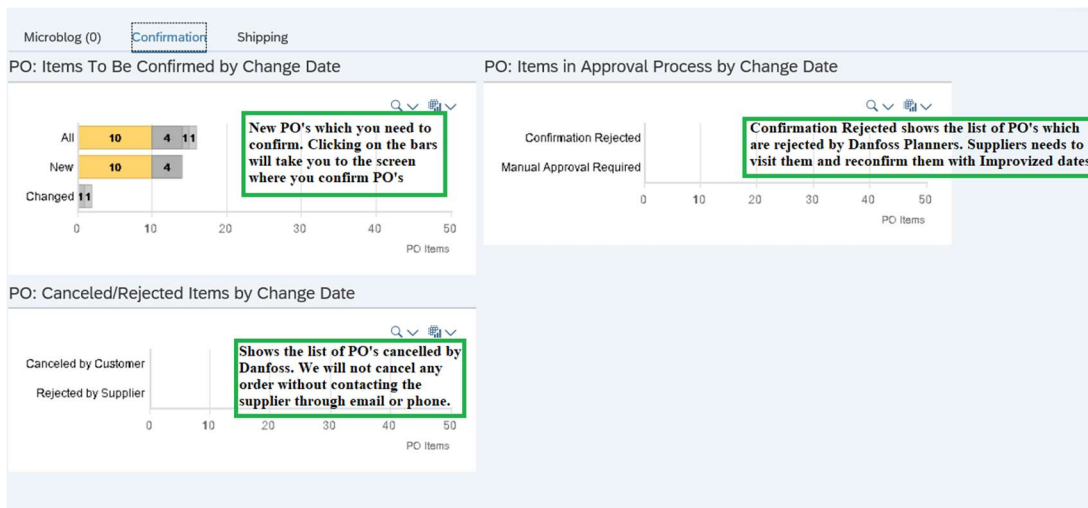 Microblog (0) Confirmation Shipping
PO: Items To Be Confirmed by Change Date
All 10 4 1 1
New 10 4
Changed 1 1
0 10 20 30 40 50
PO Items
New PO's which you need to
confirm. Clicking on the bars
will take you to the screen
where you confirm PO's
PO: Items in Approval Process by Change Date
Confirmation Rejected
Manual Approval Required
0 10 20 30 40 50
PO Items
Confirmation Rejected shows the list of PO's which
are rejected by Danfoss Planners. Suppliers needs to
visit them and reconfirm them with Improvized dates
PO: Canceled/Rejected Items by Change Date
Canceled by Customer
Rejected by Supplier
0 10 20 30 40 50
PO Items
Shows the list of PO's cancelled by
Danfoss. We will not cancel any
order without contacting the
supplier through email or phone.